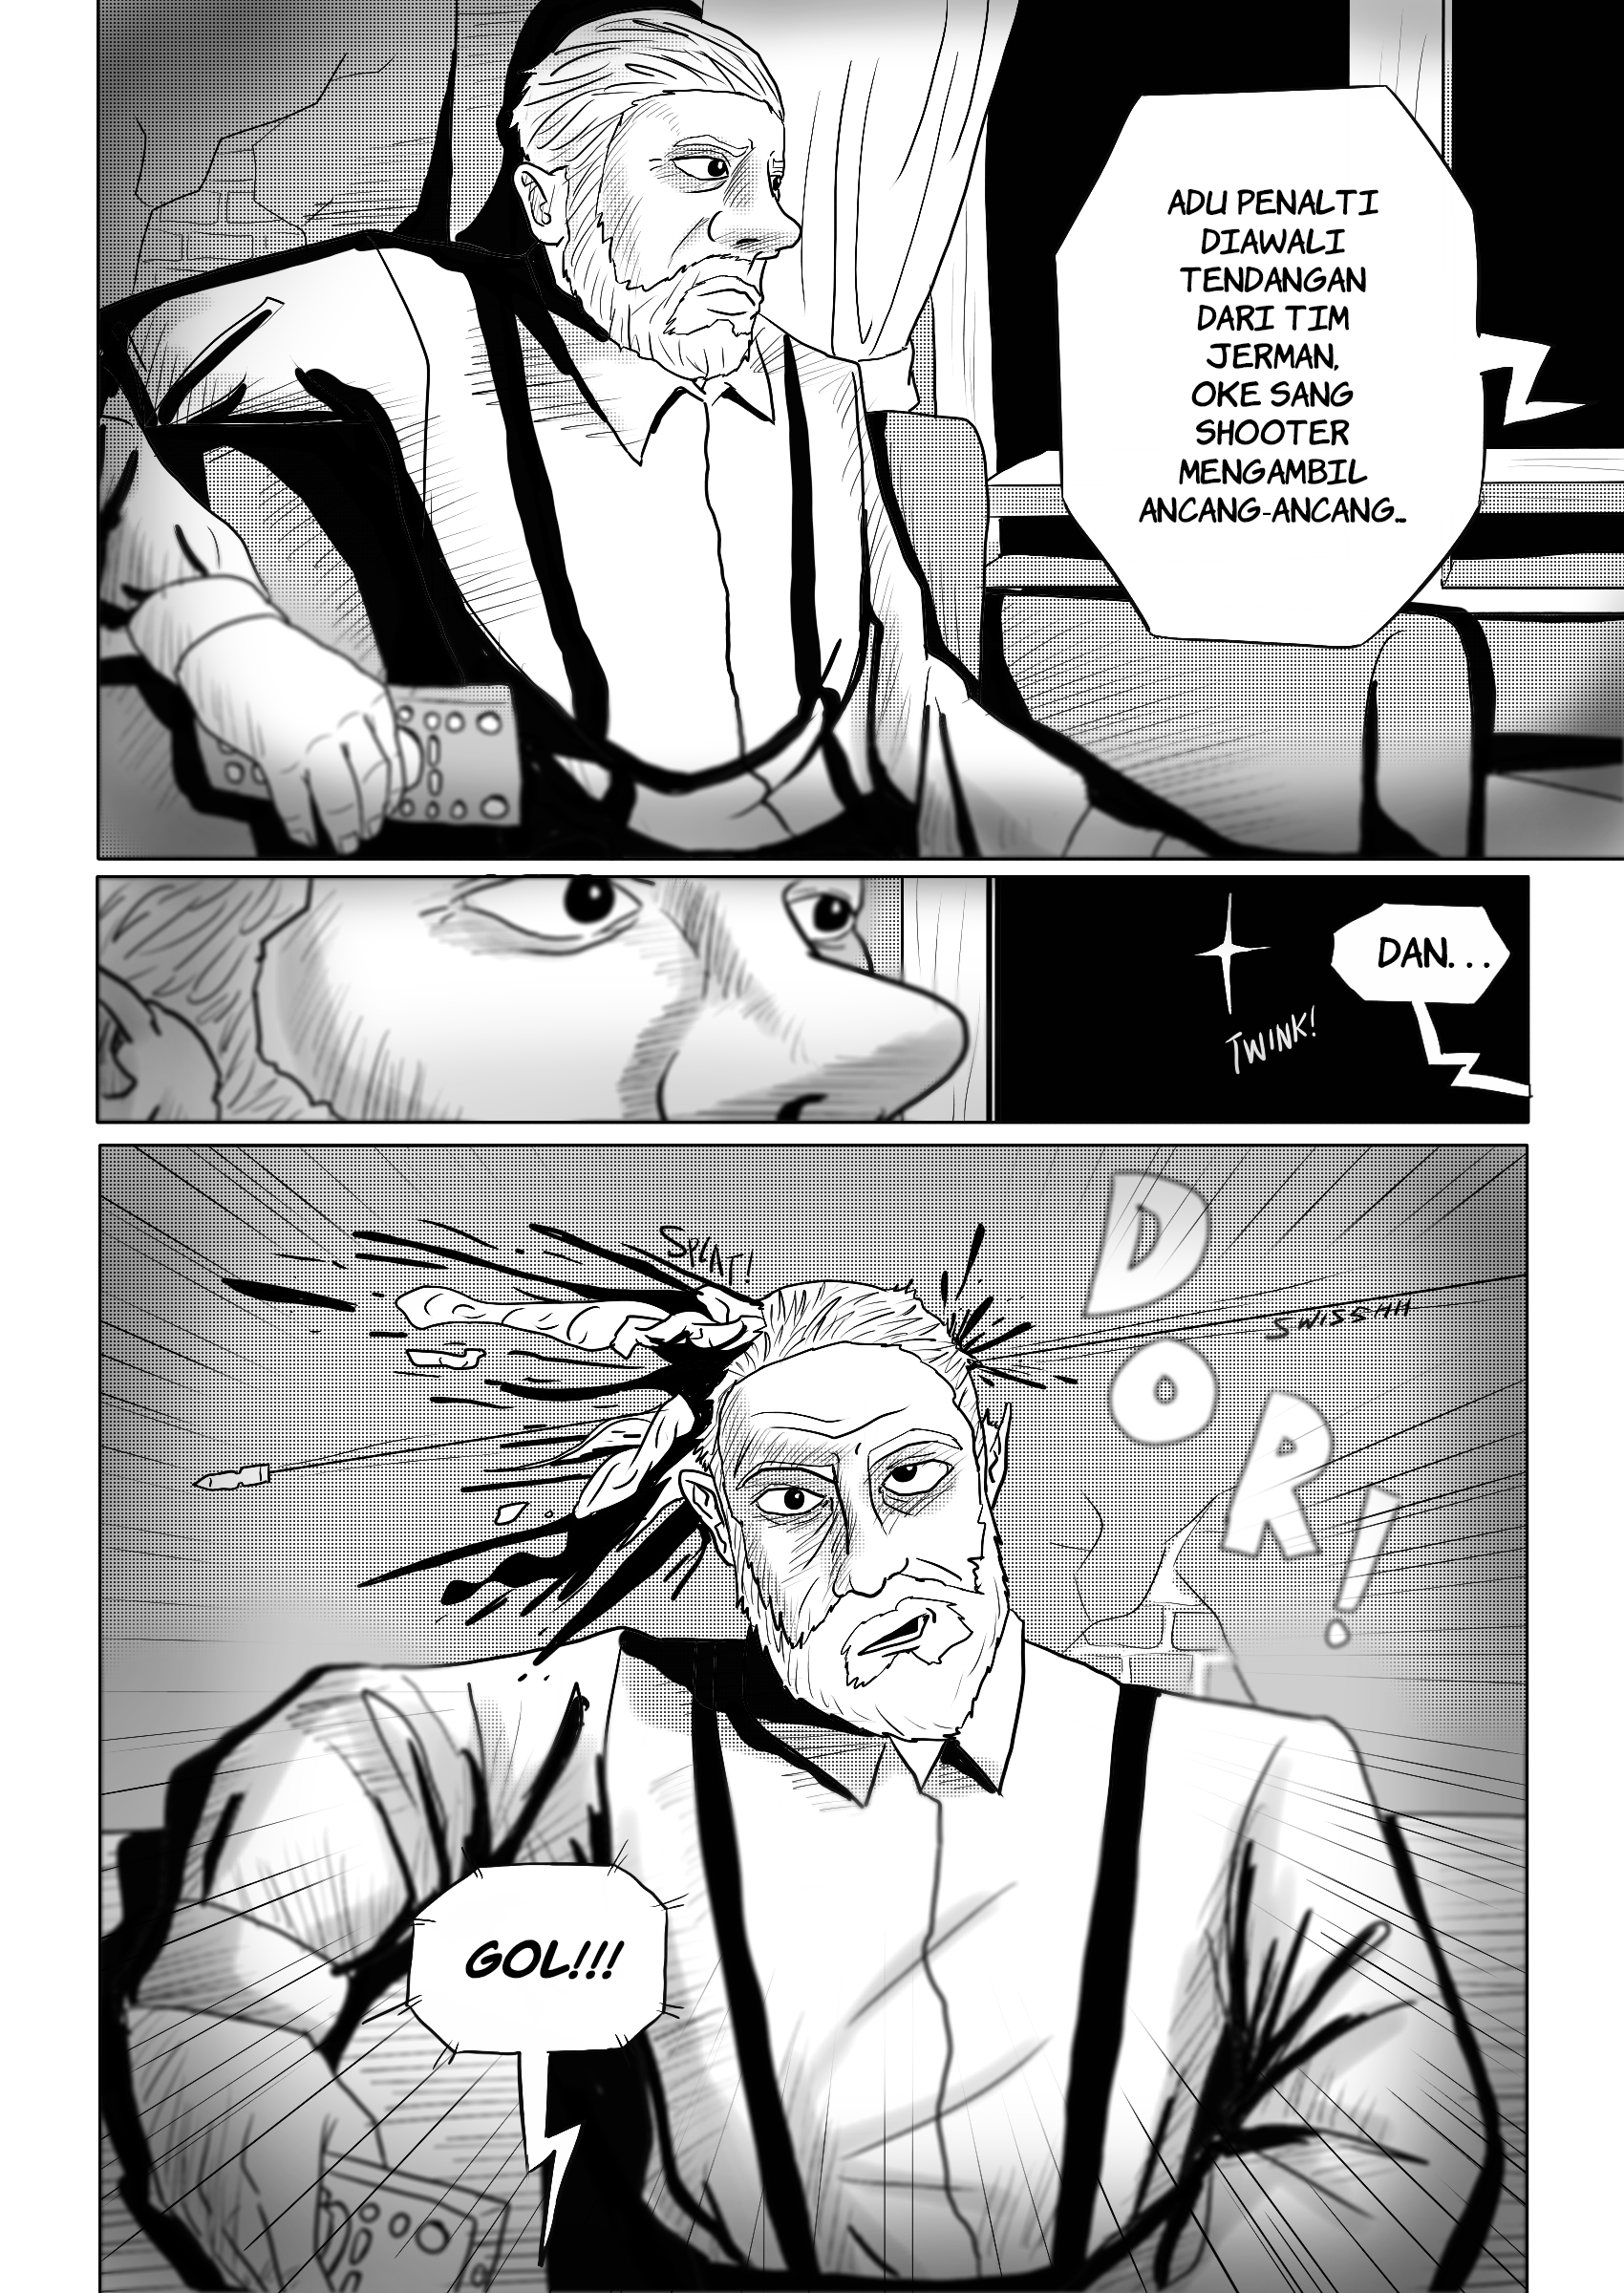 ADU PENALTI
DIAWALI
TENDANGAN
DARI TIM
JERMAN,
OKE SANG
SHOOTER
MENGAMBIL
ANCANG-ANCANG..
DAN...
TWINK!
SPLAT!
DOR!
SWISSHH
GOL!!!